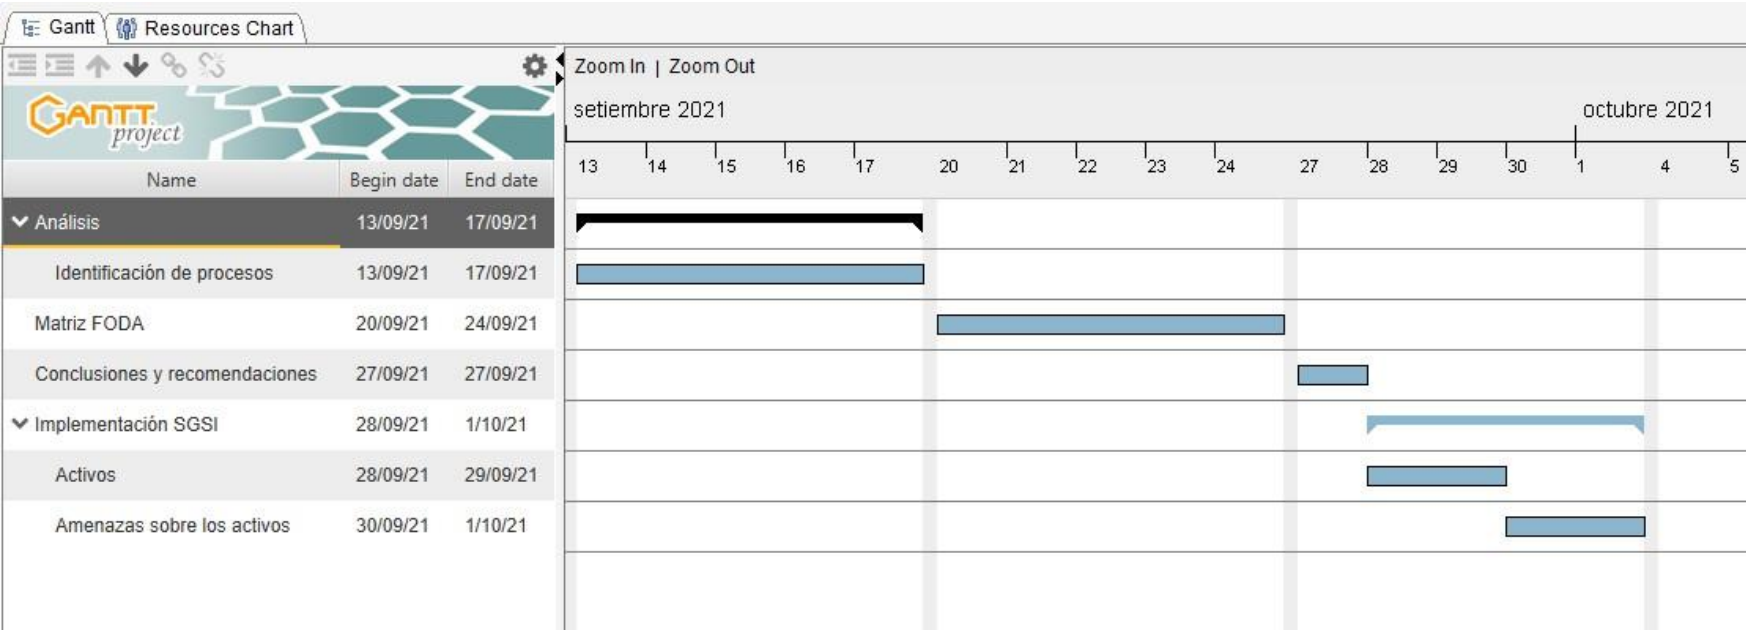 Gantt Resources Chart
Zoom In | Zoom Out
GANTT
project
setiembre 2021 octubre 2021
13 14 15 16 17 20 21 22 23 24 27 28 29 30 1 4 5
Name Begin date End date
Análisis 13/09/21 17/09/21
Identificación de procesos 13/09/21 17/09/21
Matriz FODA 20/09/21 24/09/21
Conclusiones y recomendaciones 27/09/21 27/09/21
Implementación SGSI 28/09/21 1/10/21
Activos 28/09/21 29/09/21
Amenazas sobre los activos 30/09/21 1/10/21